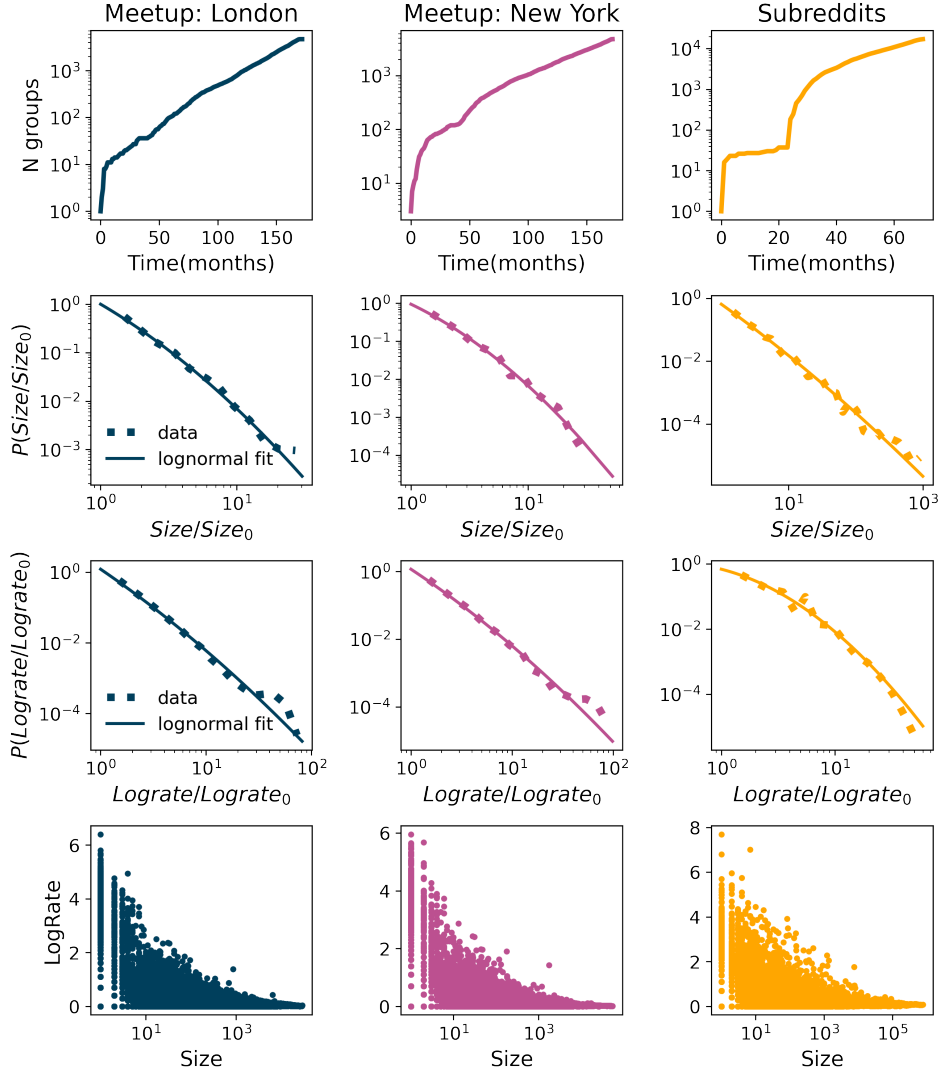 Meetup: London Meetup: New York Subreddits
N groups
10^3
10^2
10^1
10^0
10^3
10^2
10^1
10^4
10^3
10^2
10^1
10^0
0 50 100 150 0 50 100 150 0 20 40 60
Time(months) Time(months) Time(months)
P(Size/Size_0)
10^0
10^-1
10^-2
10^-3
10^0
10^-1
10^-2
10^-3
10^-4
10^0
10^-2
10^-4
data
lognormal fit
10^0 10^1 10^0 10^1 10^1 10^3
Size/Size_0 Size/Size_0 Size/Size_0
P(Lograte/Lograte_0)
10^0
10^-2
10^-4
10^0
10^-2
10^-4
10^0
10^-2
10^-4
data
lognormal fit
10^0 10^1 10^2 10^0 10^1 10^2 10^0 10^1
Lograte/Lograte_0 Lograte/Lograte_0 Lograte/Lograte_0
LogRate
6
4
2
0
6
4
2
0
8
6
4
2
0
10^1 10^3 10^1 10^3 10^1 10^3 10^5
Size Size Size